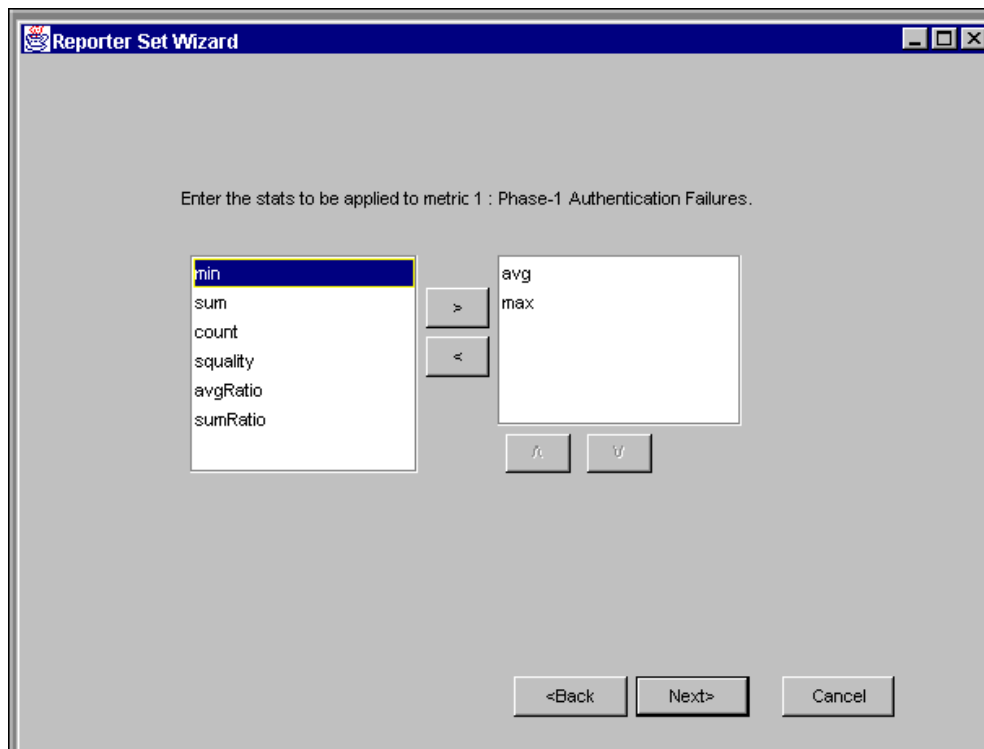 Reporter Set Wizard
Enter the stats to be applied to metric 1 : Phase-1 Authentication Failures.
min
sum
count
squality
avgRatio
sumRatio
>
<
avg
max
<Back
Next>
Cancel